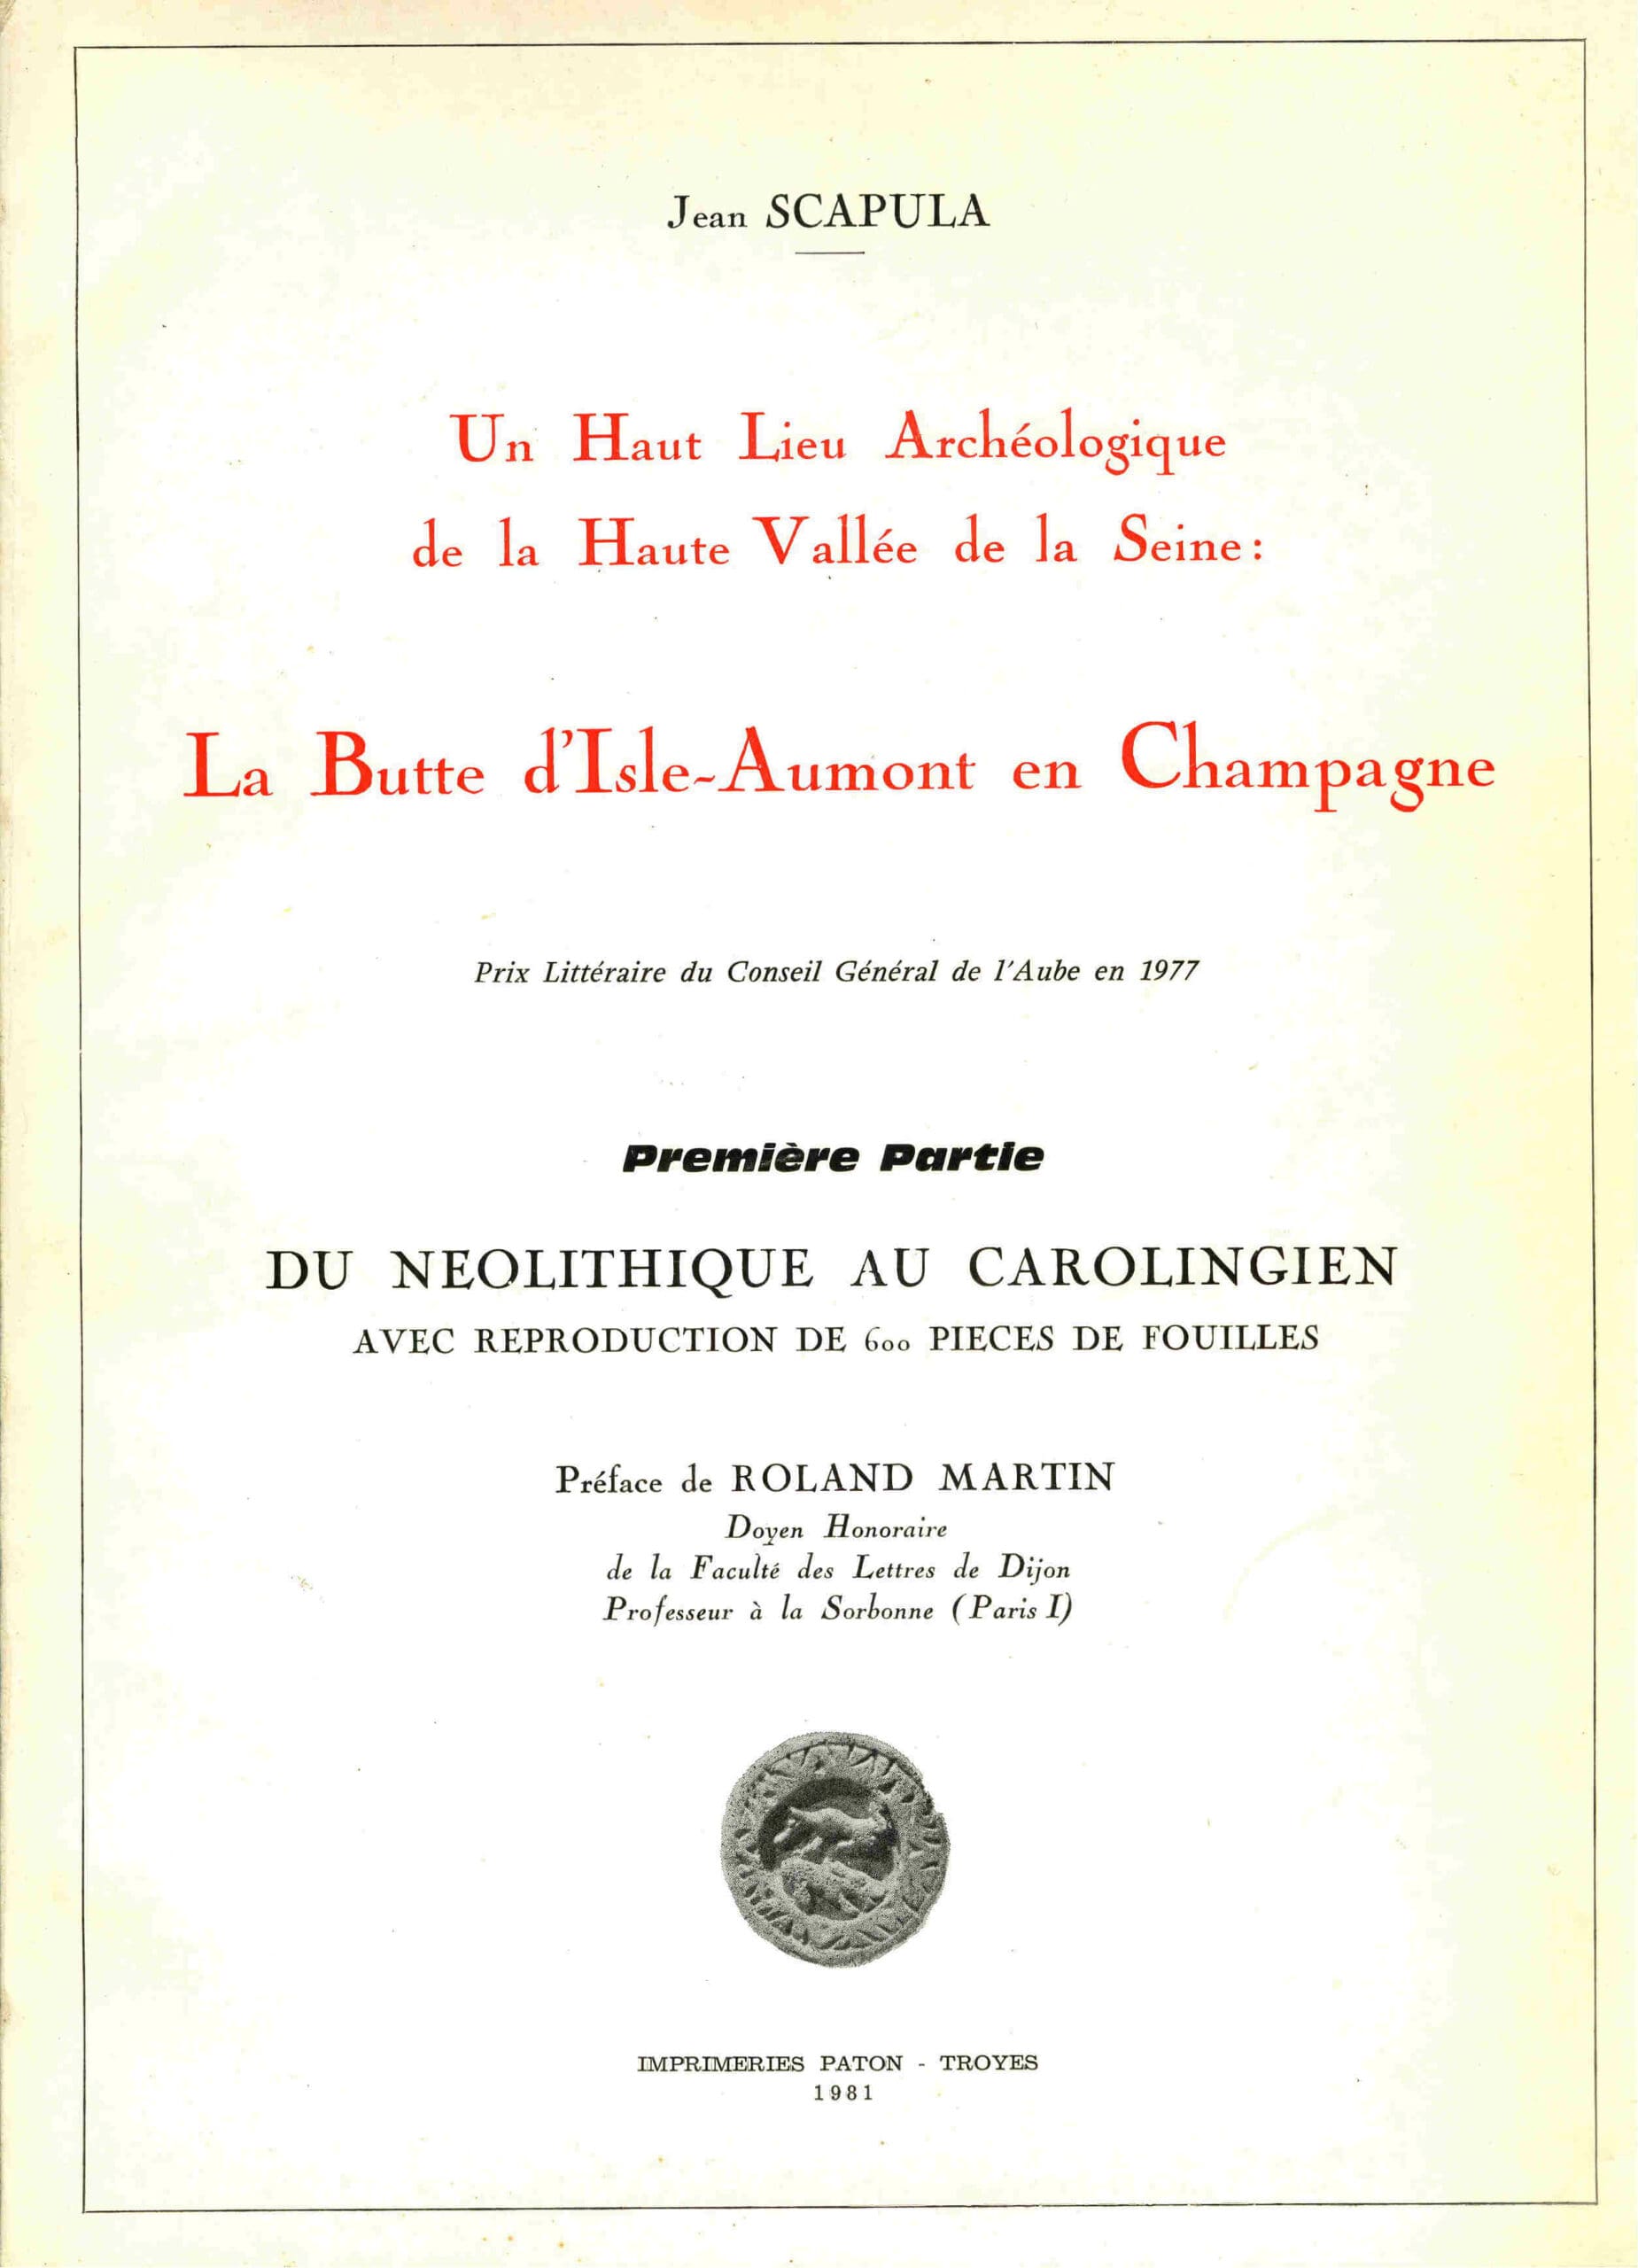 Jean SCAPULA
Un Haut Lieu Archéologique
de la Haute Vallée de la Seine :
La Butte d'Isle-Aumont en Champagne
Prix Littéraire du Conseil Général de l'Aube en 1977
Première Partie
DU NEOLITHIQUE AU CAROLINGIEN
AVEC REPRODUCTION DE 600 PIECES DE FOUILLES
Préface de ROLAND MARTIN
Doyen Honoraire
de la Faculté des Lettres de Dijon
Professeur à la Sorbonne (Paris I)
IMPRIMERIES PATON - TROYES
1981